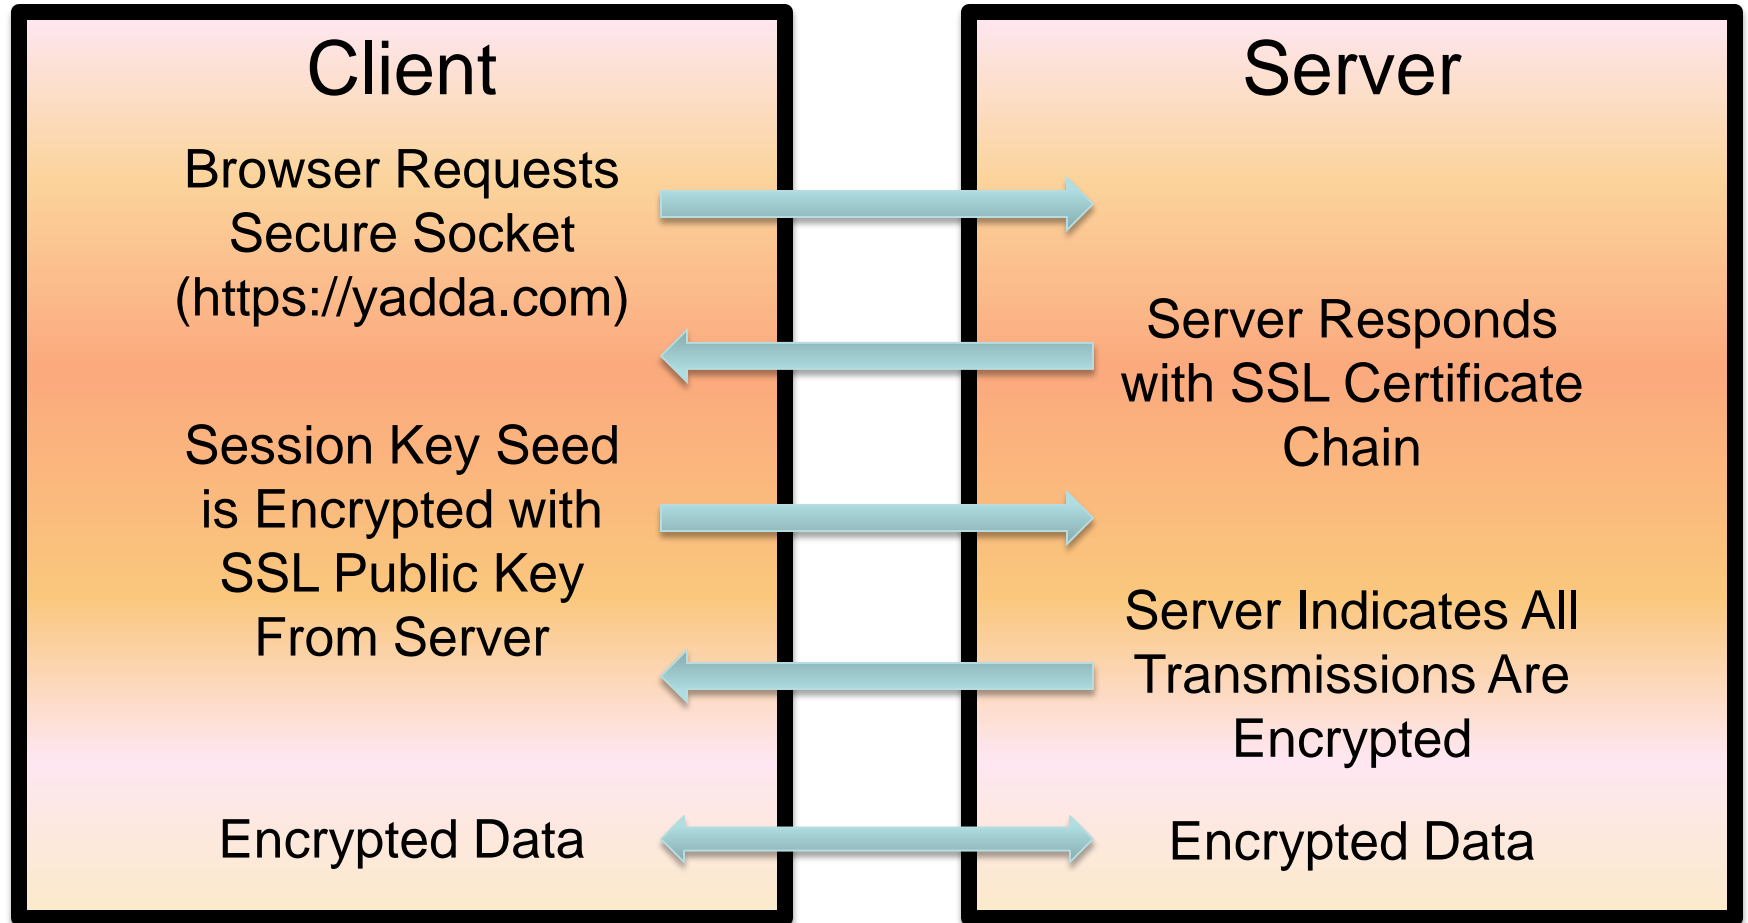 Client
Browser Requests
Secure Socket
(https://yadda.com)
Session Key Seed
is Encrypted with
SSL Public Key
From Server
Encrypted Data
Server
Server Responds
with SSL Certificate
Chain
Server Indicates All
Transmissions Are
Encrypted
Encrypted Data